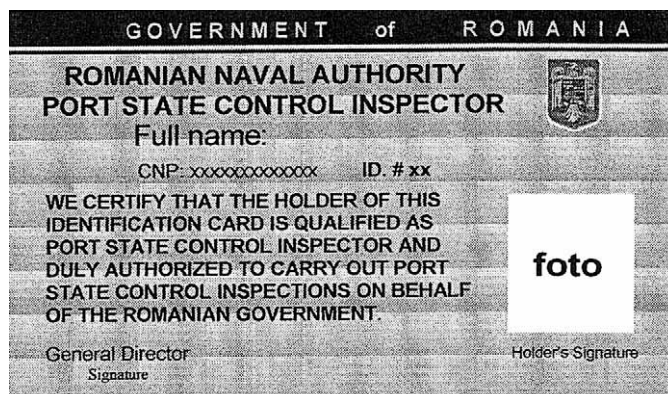 GOVERNMENT of ROMANIA
ROMANIAN NAVAL AUTHORITY
PORT STATE CONTROL INSPECTOR
Full name:
CNP: xxxxxxxxxxxxx ID. # xx
WE CERTIFY THAT THE HOLDER OF THIS
IDENTIFICATION CARD IS QUALIFIED AS
PORT STATE CONTROL INSPECTOR AND
DULY AUTHORIZED TO CARRY OUT PORT
STATE CONTROL INSPECTIONS ON BEHALF
OF THE ROMANIAN GOVERNMENT.
foto
General Director
Signature
Holder's Signature